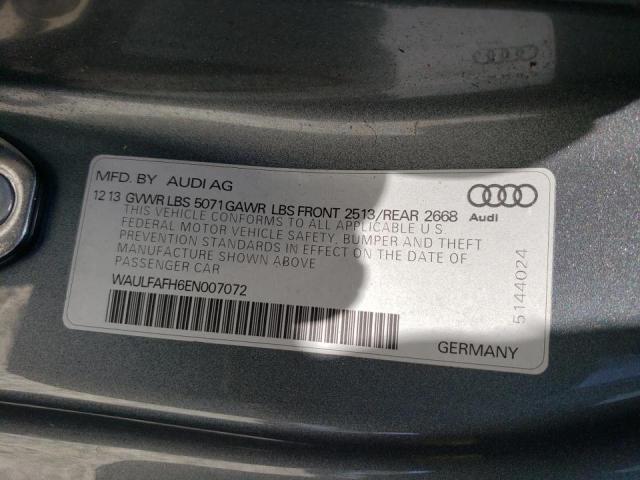 MFD. BY AUDI AG
12 13 GVWR LBS 5071 GAWR LBS FRONT 2513/REAR 2668
THIS VEHICLE CONFORMS TO ALL APPLICABLE U.S.
FEDERAL MOTOR VEHICLE SAFETY, BUMPER AND THEFT
PREVENTION STANDARDS IN EFFECT ON THE DATE OF
MANUFACTURE SHOWN ABOVE
PASSENGER CAR
WAULFAFH6EN007072
Audi
5144024
GERMANY